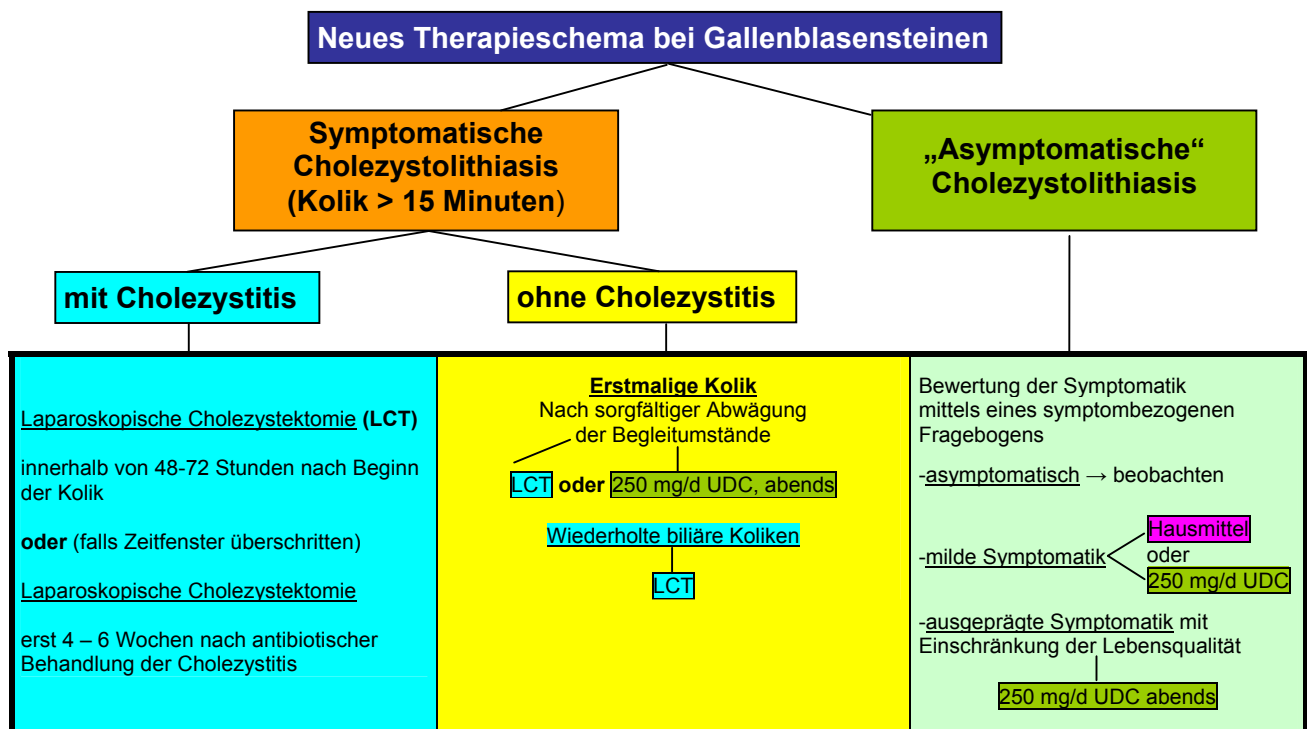 Neues Therapieschema bei Gallenblasensteinen
Symptomatische
Cholezystolithiasis
(Kolik > 15 Minuten)
„Asymptomatische“
Cholezystolithiasis
mit Cholezystitis
ohne Cholezystitis
Laparoskopische Cholezystektomie (LCT)
innerhalb von 48-72 Stunden nach Beginn
der Kolik
oder (falls Zeitfenster überschritten)
Laparoskopische Cholezystektomie
erst 4 – 6 Wochen nach antibiotischer
Behandlung der Cholezystitis
Erstmalige Kolik
Nach sorgfältiger Abwägung
der Begleitumstände
LCT oder 250 mg/d UDC, abends
Wiederholte biliäre Koliken
LCT
Bewertung der Symptomatik
mittels eines symptombezogenen
Fragebogens
-asymptomatisch → beobachten
Hausmittel
-milde Symptomatik oder
250 mg/d UDC
-ausgeprägte Symptomatik mit
Einschränkung der Lebensqualität
250 mg/d UDC abends